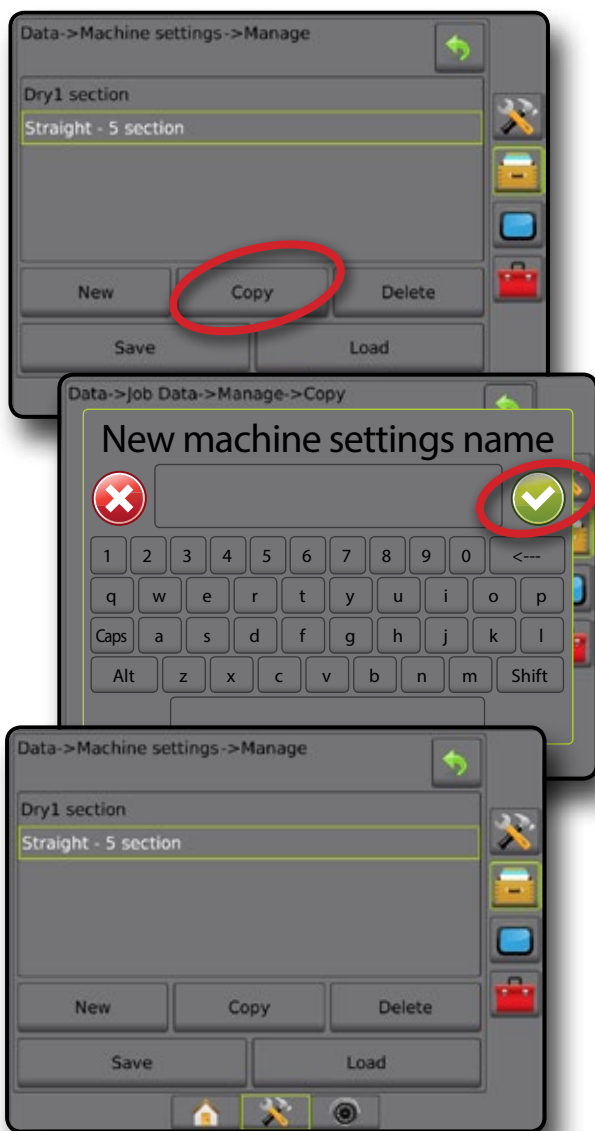 Data->Machine settings->Manage
Dry1 section
Straight - 5 section
New Copy Delete
Save Load
Data->Job Data->Manage->Copy
New machine settings name
1 2 3 4 5 6 7 8 9 0 <---
q w e r t y u i o p
Caps a s d f g h j k l
Alt z x c v b n m Shift
Data->Machine settings->Manage
Dry1 section
Straight - 5 section
New Copy Delete
Save Load